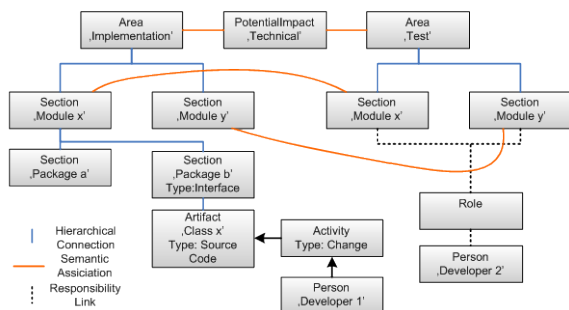 Area
‚Implementation’
PotentialImpact
‚Technical’
Area
‚Test’
Section
‚Module x’
Section
‚Module y’
Section
‚Module x’
Section
‚Module y’
Section
‚Package a’
Section
‚Package b’
Type:Interface
Role
Artifact
‚Class x’
Type: Source
Code
Activity
Type: Change
Person
‚Developer 2’
Person
‚Developer 1’
Hierarchical
Connection
Semantic
Assiciation
Responsibility
Link